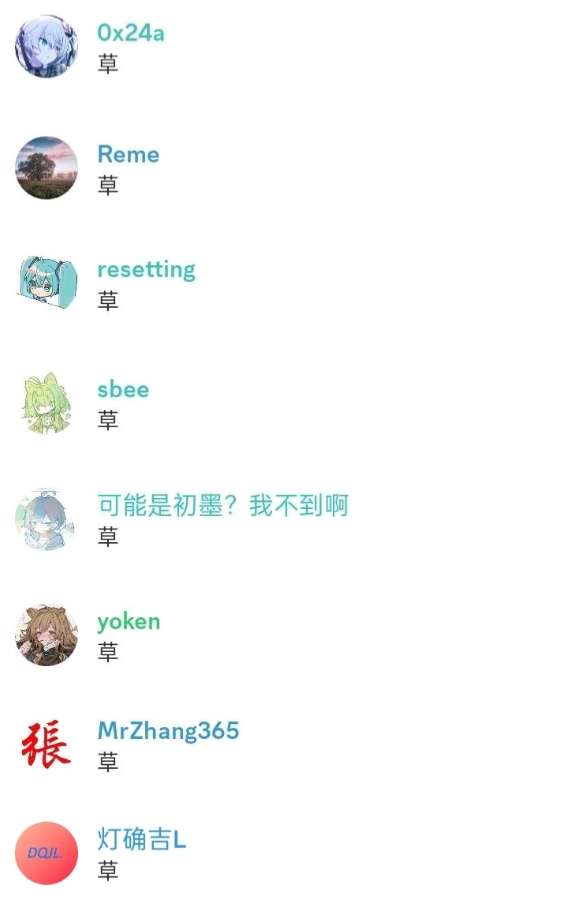 0x24a
草
Reme
草
resetting
草
sbee
草
可能是初墨？我不到啊
草
yoken
草
張
MrZhang365
草
DQJL.
灯确吉L
草